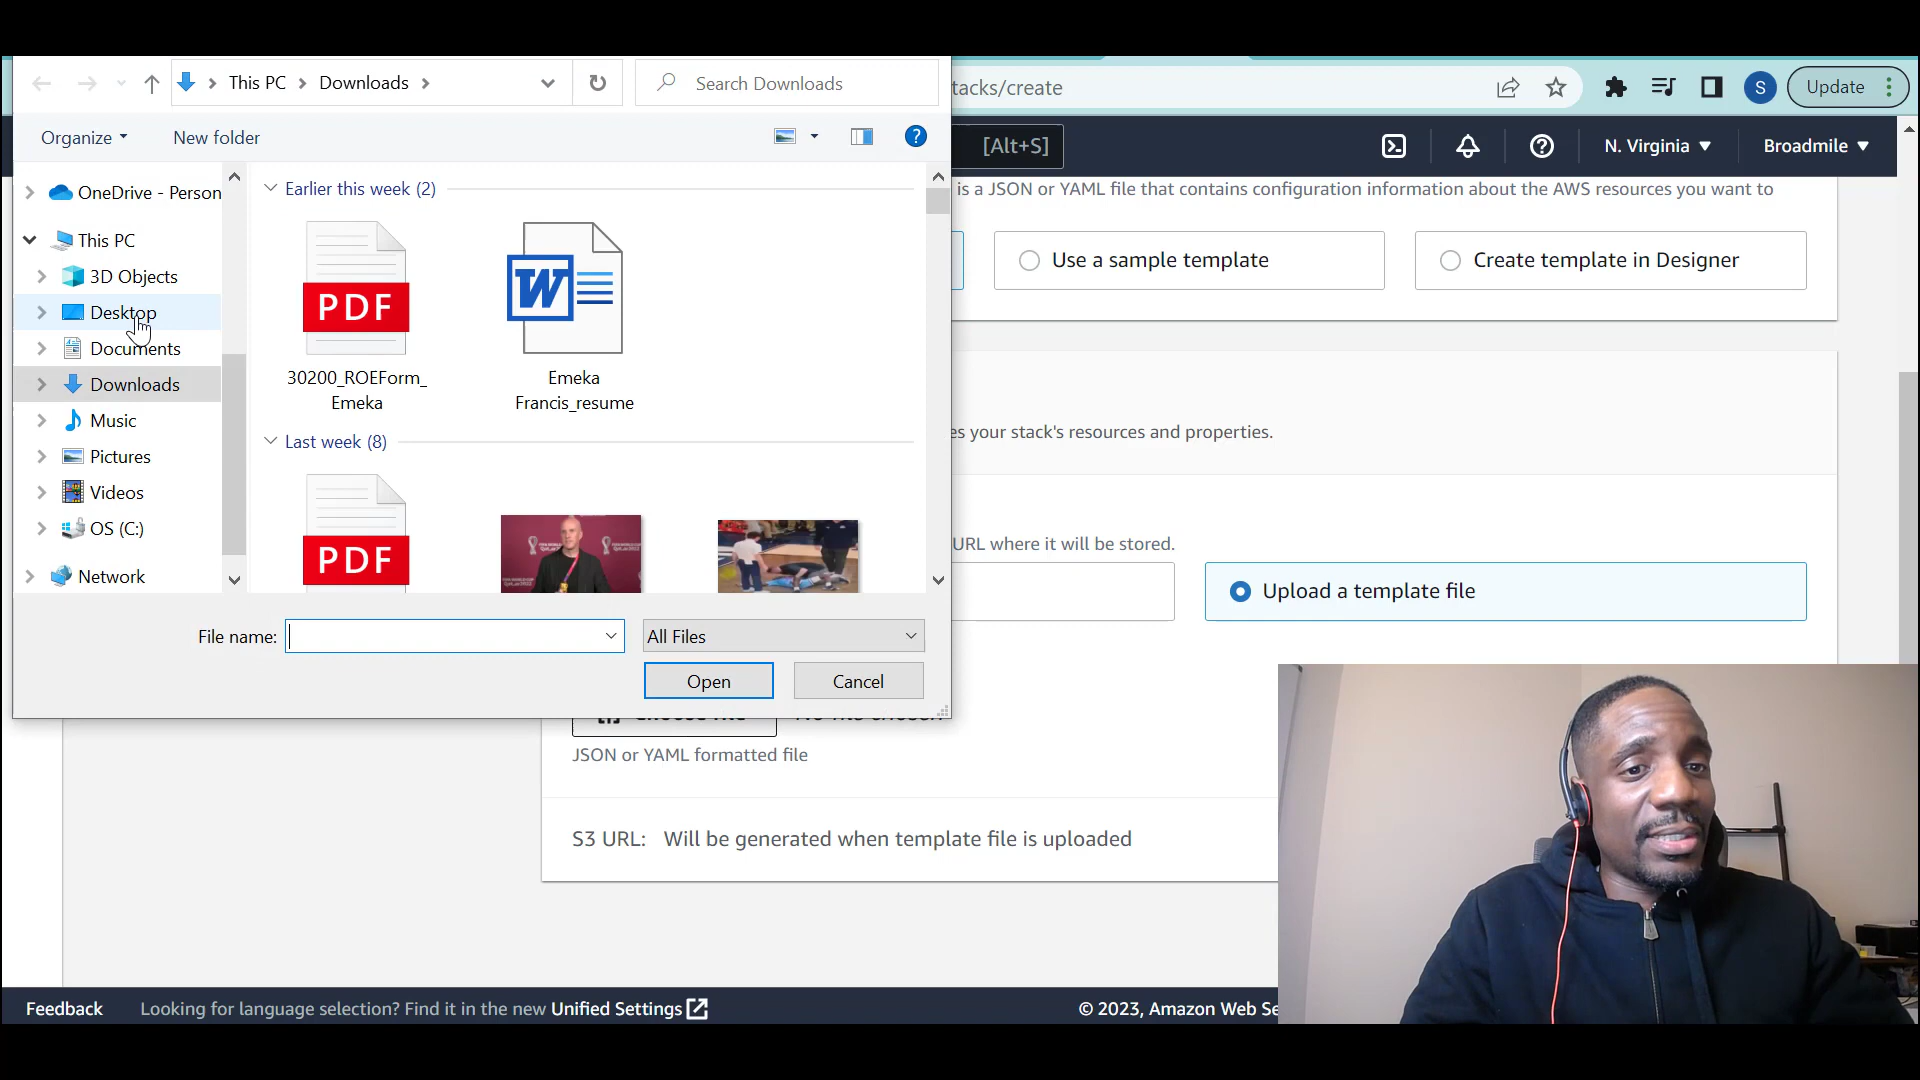 This PC
Downloads
Search Downloads
tacks/create
S
Update
Organize
New folder
?
[Alt+S]
N. Virginia
Broadmile
OneDrive - Person
This PC
3D Objects
Desktop
Documents
Downloads
Music
Pictures
Videos
OS (C:)
Network
Earlier this week (2)
PDF
W
30200_ROEForm_
Emeka
Emeka
Francis_resume
Last week (8)
PDF
is a JSON or YAML file that contains configuration information about the AWS resources you want to
Use a sample template
Create template in Designer
es your stack's resources and properties.
URL where it will be stored.
Upload a template file
File name:
All Files
Open
Cancel
JSON or YAML formatted file
S3 URL: Will be generated when template file is uploaded
Feedback
Looking for language selection? Find it in the new Unified Settings
© 2023, Amazon Web Se